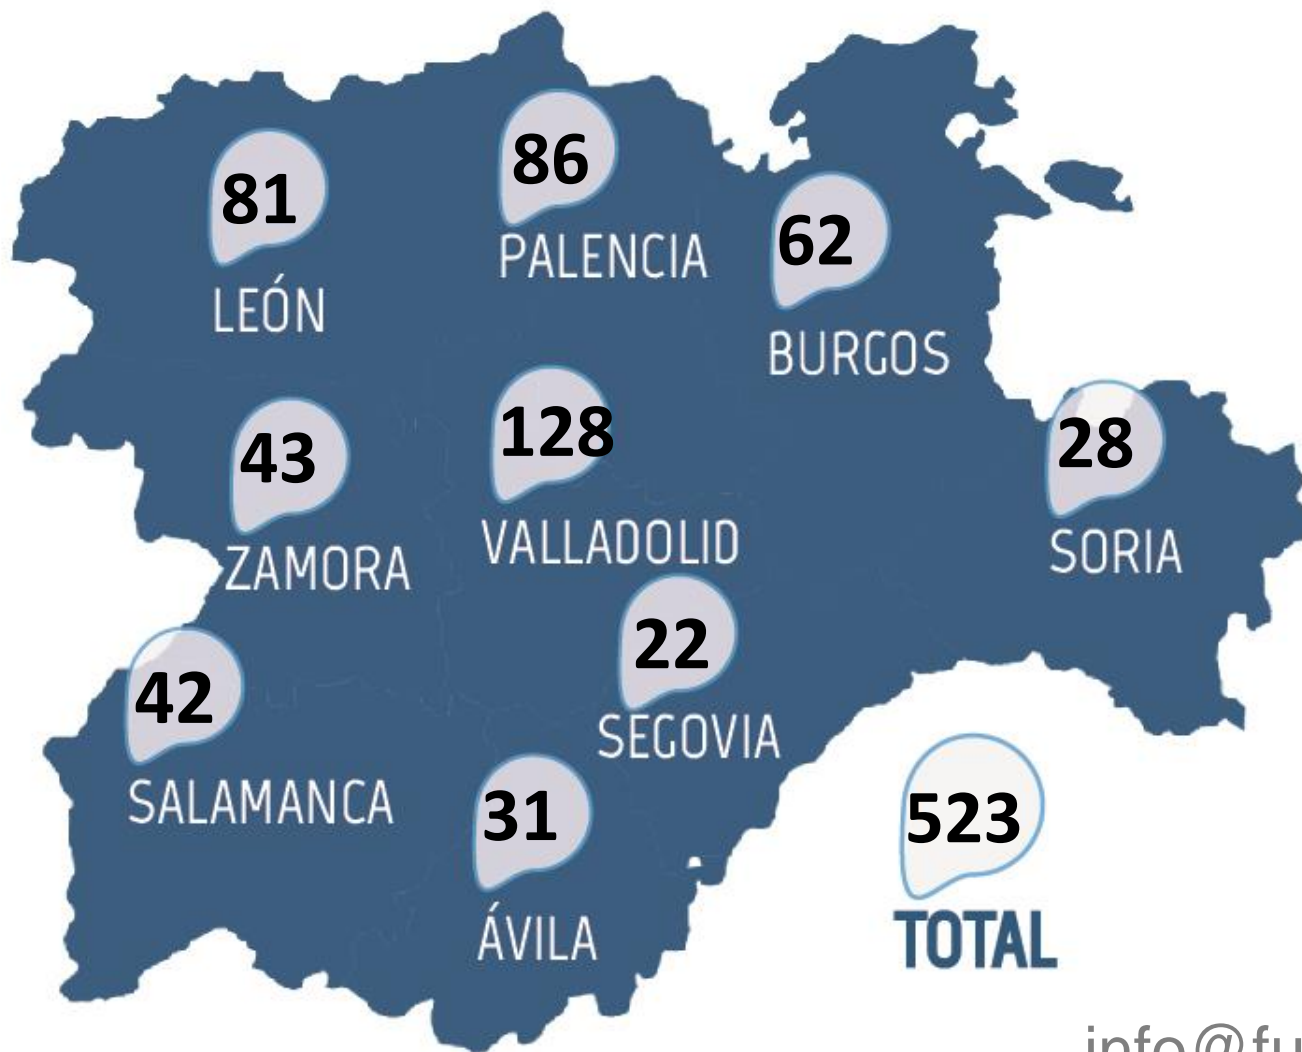 81
LEÓN
86
PALENCIA
62
BURGOS
43
ZAMORA
128
VALLADOLID
28
SORIA
42
SALAMANCA
22
SEGOVIA
31
ÁVILA
523
TOTAL